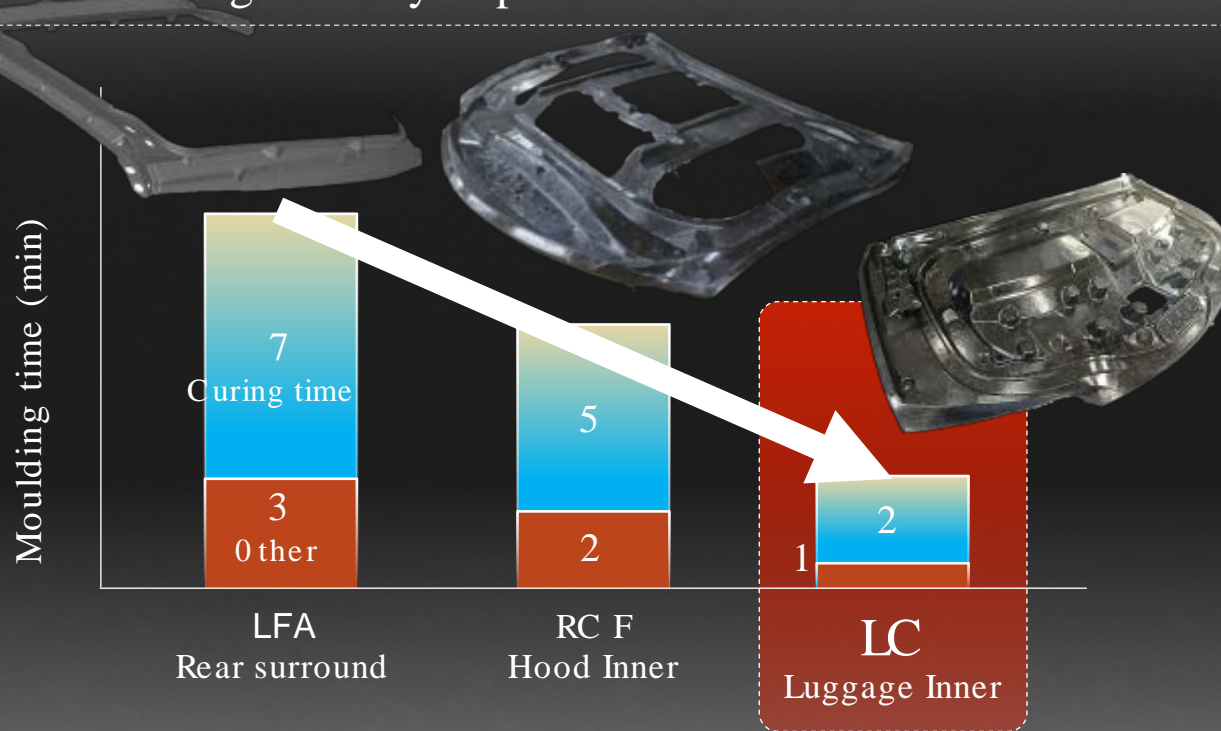 Moulding time (min)
7
Curing time
3
Other
5
2
2
1
LFA
Rear surround
RC F
Hood Inner
LC
Luggage Inner